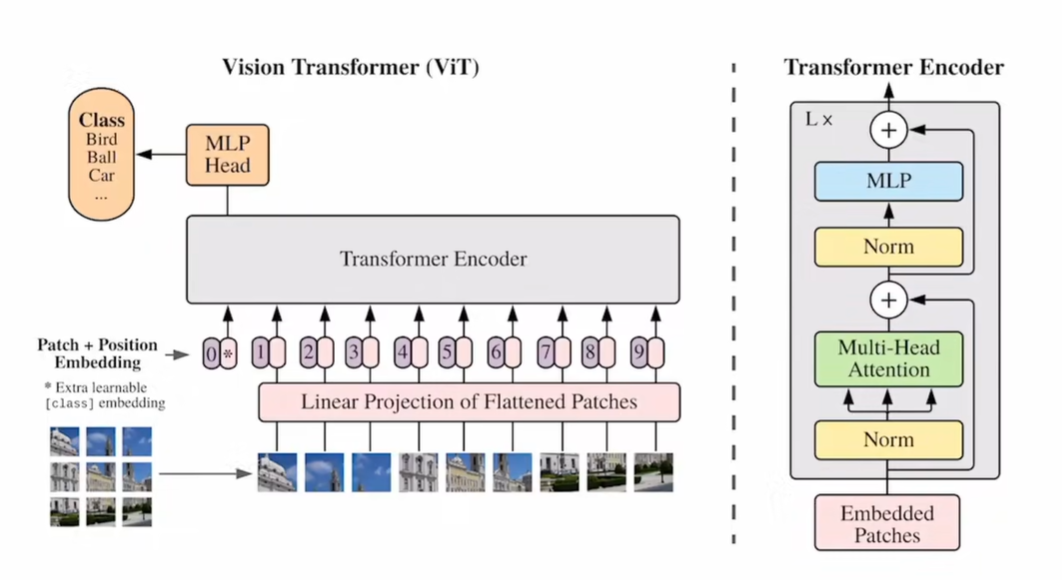 Vision Transformer (ViT)
Class
Bird
Ball
Car
...
MLP
Head
Transformer Encoder
Patch + Position
Embedding
0 * 1 2 3 4 5 6 7 8 9
* Extra learnable
[class] embedding
Linear Projection of Flattened Patches
Transformer Encoder
L x
+
MLP
Norm
+
Multi-Head
Attention
Norm
Embedded
Patches